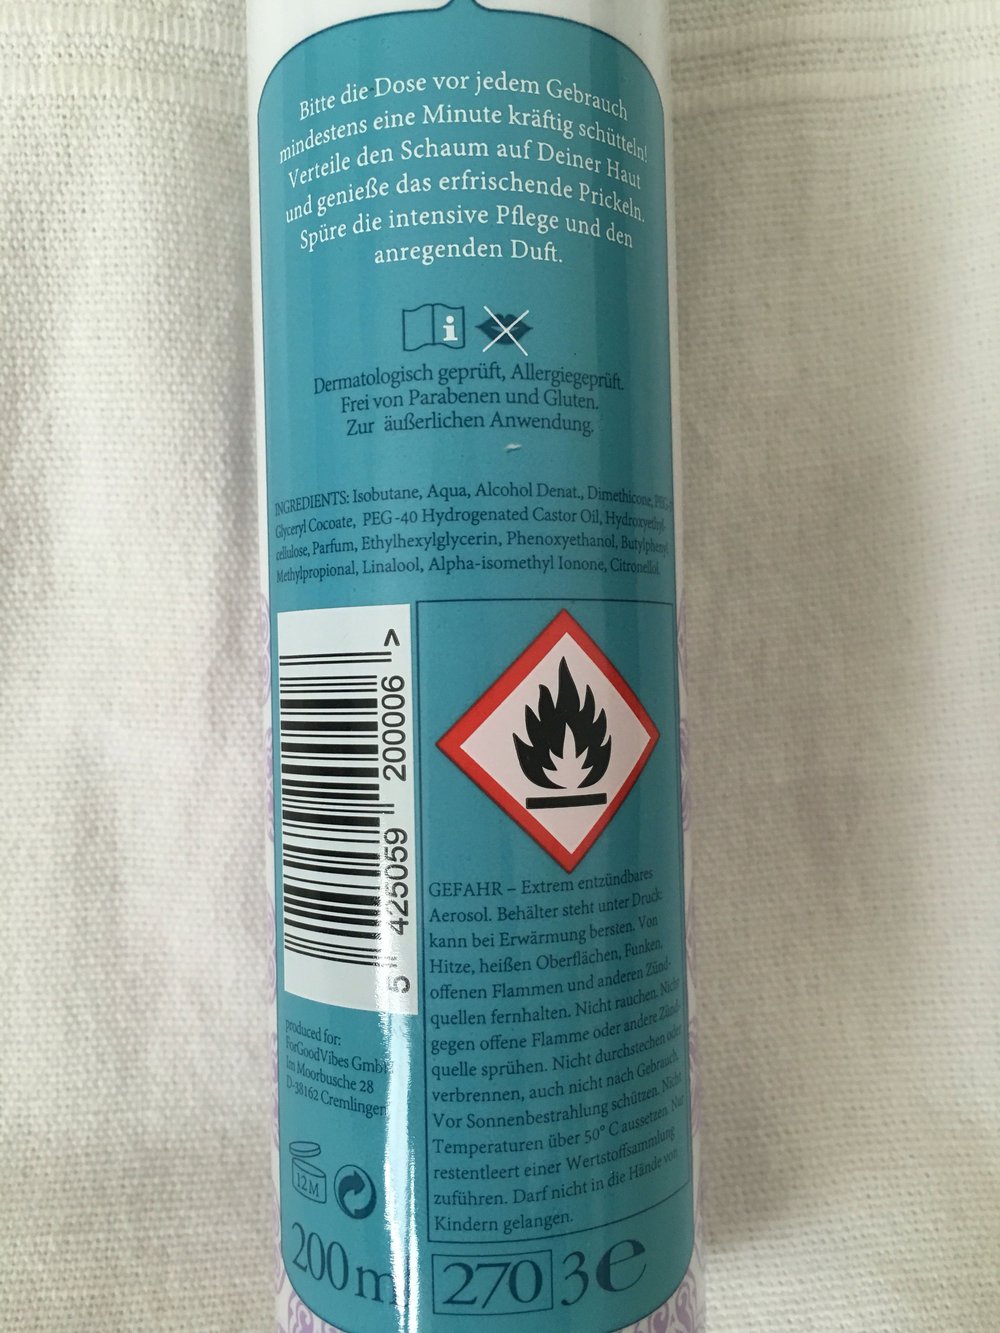 Bitte die Dose vor jedem Gebrauch
mindestens eine Minute kräftig schütteln!
Verteile den Schaum auf Deiner Haut
und genieße das erfrischende Prickeln.
Spüre die intensive Pflege und den
anregenden Duft.
i
Dermatologisch geprüft, Allergiegeprüft.
Frei von Parabenen und Gluten.
Zur äußerlichen Anwendung.
INGREDIENTS: Isobutane, Aqua, Alcohol Denat., Dimethicone,
Glyceryl Cocoate, PEG-40 Hydrogenated Castor Oil, Hydroxyethyl-
cellulose, Parfum, Ethylhexylglycerin, Phenoxyethanol, Butylphenyl
Methylpropional, Linalool, Alpha-isomethyl Ionone, Citronellol.
5 425059 200006 >
GEFAHR – Extrem entzündbares
Aerosol. Behälter steht unter Druck:
kann bei Erwärmung bersten. Von
Hitze, heißen Oberflächen, Funken,
offenen Flammen und anderen Zünd-
quellen fernhalten. Nicht rauchen. Nicht
gegen offene Flamme oder andere Zünd-
quelle sprühen. Nicht durchstechen oder
verbrennen, auch nicht nach Gebrauch.
Vor Sonnenbestrahlung schützen. Nicht
Temperaturen über 50° C aussetzen. Nur
restentleert einer Wertstoffsammlung
zuführen. Darf nicht in die Hände von
Kindern gelangen.
produced for:
ForGoodVibes GmbH
Im Moorbusche 28
D-38162 Cremlingen
12M
200 ml 270 3 ℮